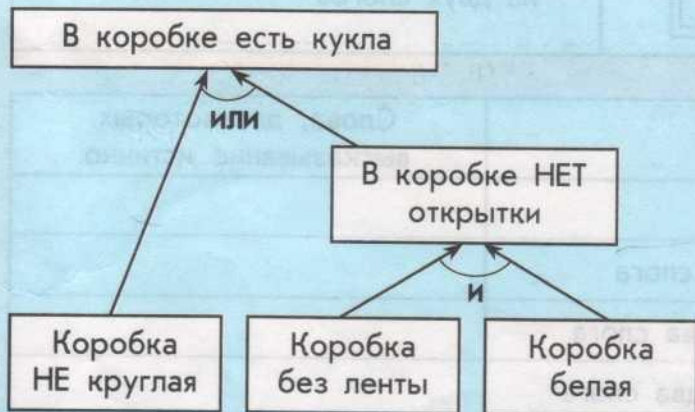 В коробке есть кукла
или
В коробке НЕТ
открытки
и
Коробка
НЕ круглая
Коробка
без ленты
Коробка
белая